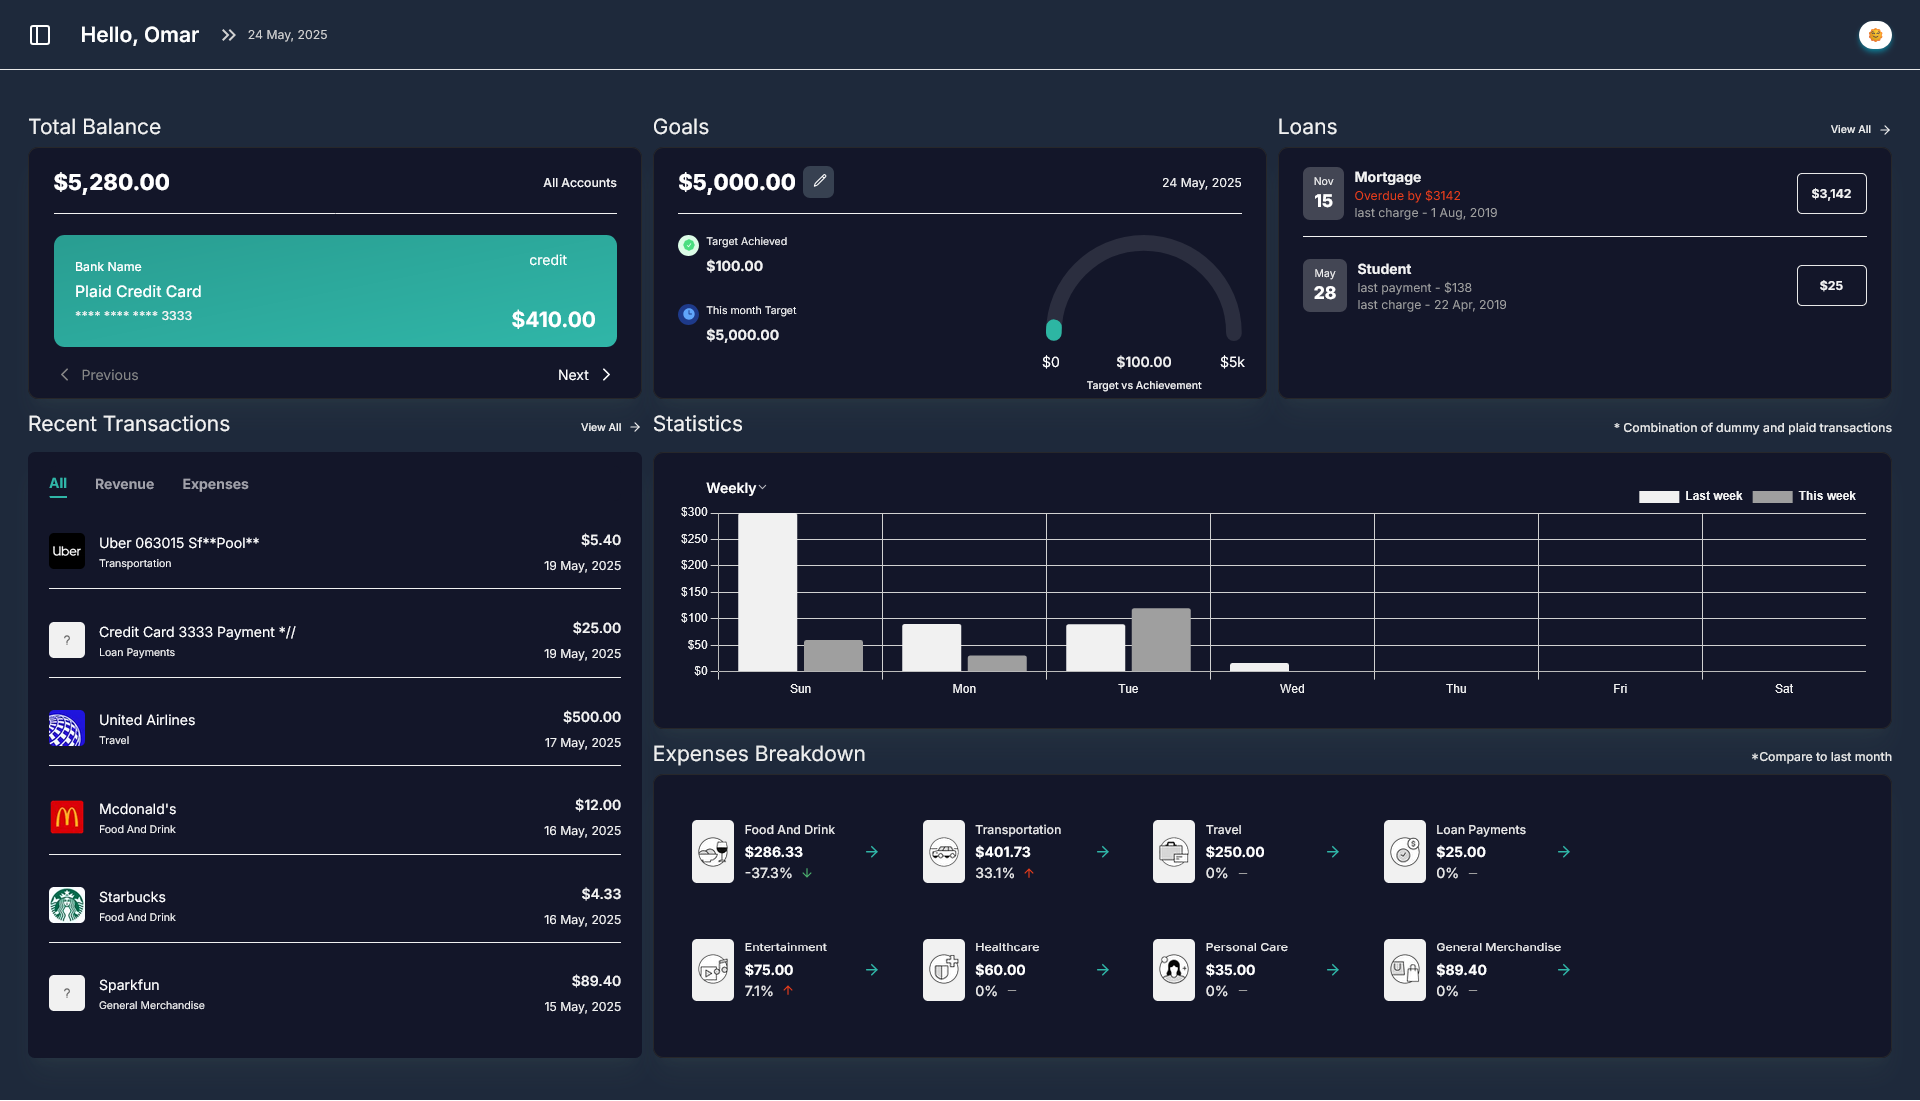 Hello, Omar
24 May, 2025
Total Balance
$5,280.00
All Accounts
Bank Name
credit
Plaid Credit Card
**** **** **** 3333
$410.00
Previous
Next
Goals
$5,000.00
24 May, 2025
Target Achieved
$100.00
This month Target
$5,000.00
$0
$100.00
$5k
Target vs Achievement
Loans
View All
Nov
15
Mortgage
Overdue by $3142
last charge - 1 Aug, 2019
$3,142
May
28
Student
last payment - $138
last charge - 22 Apr, 2019
$25
Recent Transactions
View All
All
Revenue
Expenses
Uber
Uber 063015 Sf**Pool**
Transportation
$5.40
19 May, 2025
?
Credit Card 3333 Payment *//
Loan Payments
$25.00
19 May, 2025
United Airlines
Travel
$500.00
17 May, 2025
Mcdonald's
Food And Drink
$12.00
16 May, 2025
Starbucks
Food And Drink
$4.33
16 May, 2025
?
Sparkfun
General Merchandise
$89.40
15 May, 2025
Statistics
* Combination of dummy and plaid transactions
Weekly
Last week
This week
$300
$250
$200
$150
$100
$50
$0
Sun
Mon
Tue
Wed
Thu
Fri
Sat
Expenses Breakdown
*Compare to last month
Food And Drink
$286.33
-37.3%
Transportation
$401.73
33.1%
Travel
$250.00
0%
Loan Payments
$25.00
0%
Entertainment
$75.00
7.1%
Healthcare
$60.00
0%
Personal Care
$35.00
0%
General Merchandise
$89.40
0%